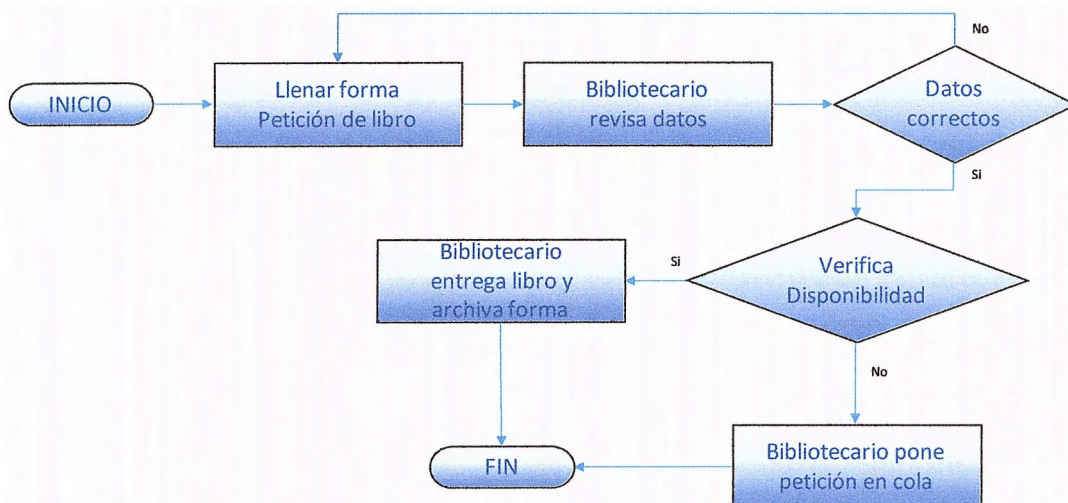 No
INICIO
Llenar forma
Petición de libro
Bibliotecario
revisa datos
Datos
correctos
Si
Bibliotecario
entrega libro y
archiva forma
Si
Verifica
Disponibilidad
No
FIN
Bibliotecario pone
petición en cola